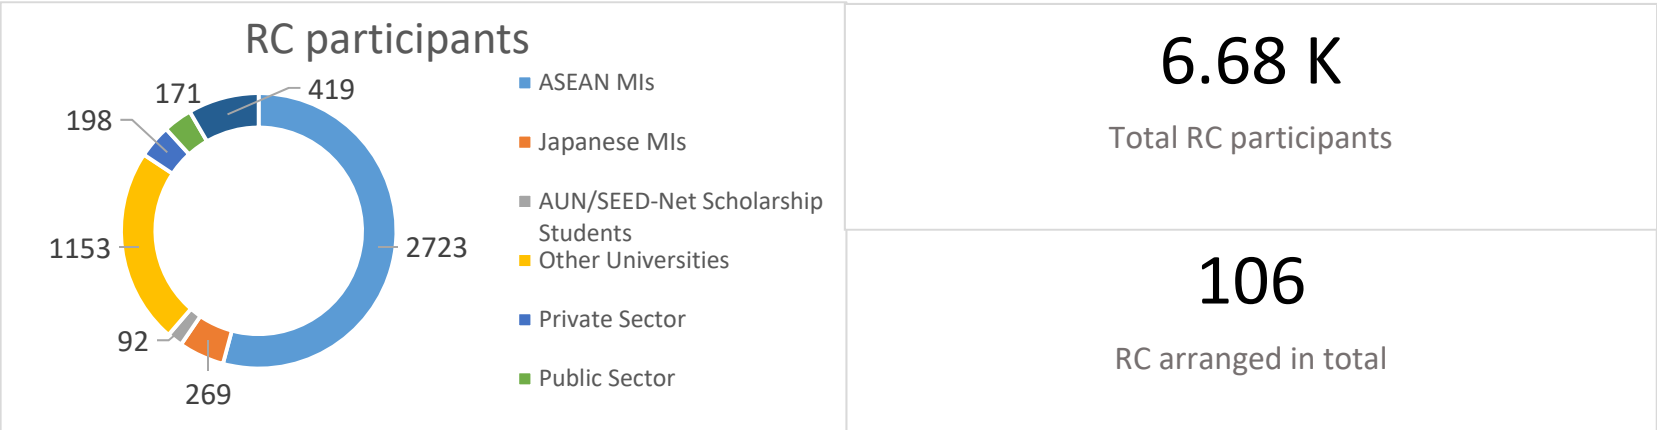 RC participants
419
171
198
1153
92
269
2723
ASEAN MIs
Japanese MIs
AUN/SEED-Net Scholarship
Students
Other Universities
Private Sector
Public Sector
6.68 K
Total RC participants
106
RC arranged in total